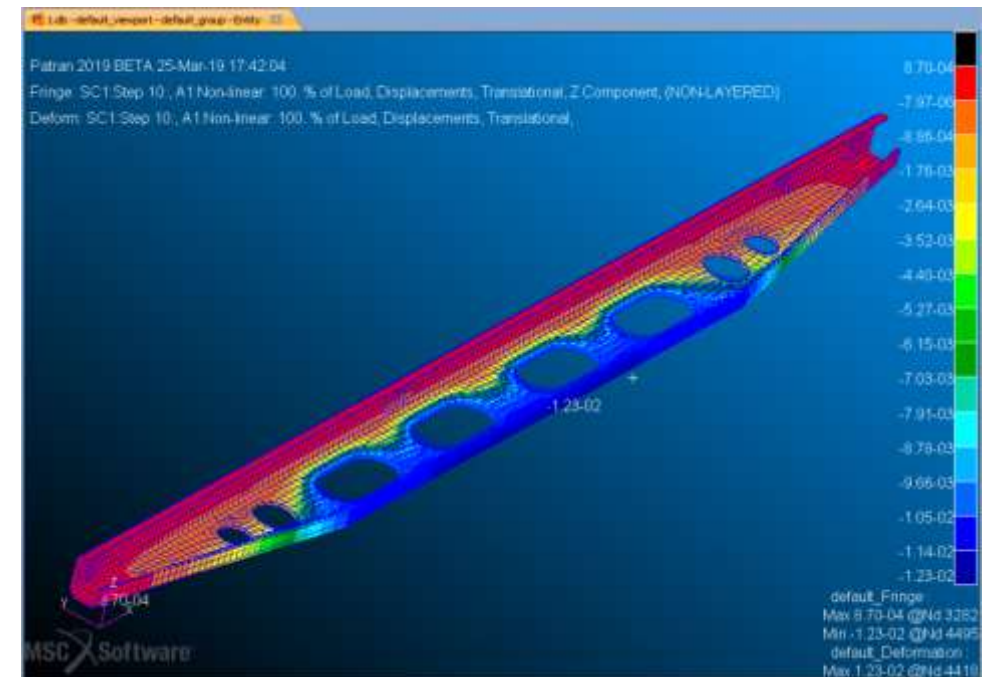 1.db - default_viewport - default_group - Entity
Patran 2019 BETA 25-Mar-19 17:42:04
Fringe: SC1:Step 10., A1:Non-linear: 100. % of Load, Displacements, Translational, Z Component, (NON-LAYERED)
Deform: SC1:Step 10., A1:Non-linear: 100. % of Load, Displacements, Translational,
8.70-04
-7.97-06
-8.86-04
-1.76-03
-2.64-03
-3.52-03
-4.40-03
-5.27-03
-6.15-03
-7.03-03
-7.91-03
-8.78-03
-9.66-03
-1.05-02
-1.14-02
-1.23-02
-1.23-02
8.70-04
Z
Y
X
default_Fringe :
Max 8.70-04 @Nd 3282
Min -1.23-02 @Nd 4495
default_Deformation :
Max 1.23-02 @Nd 4418
MSC Software